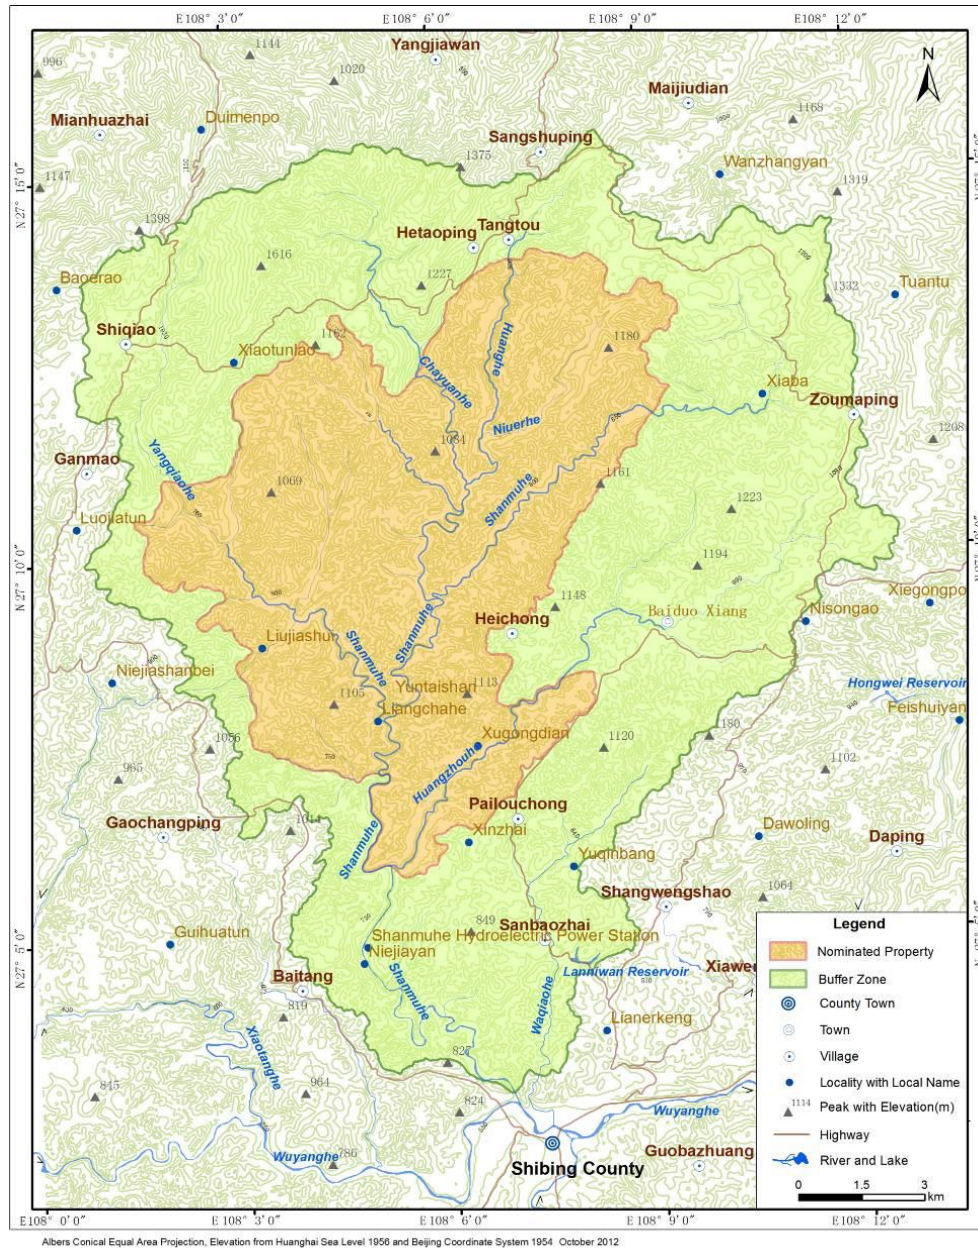 E108° 3′ 0″
E108° 6′ 0″
E108° 9′ 0″
E108° 12′ 0″
N
N 27° 15′ 0″
N 27° 10′ 0″
N 27° 5′ 0″
996
1144
Yangjiawan
1020
Maijiudian
1168
Mianhuazhai
Duimenpo
Sangshuping
1375
Wanzhangyan
1147
1319
1398
Hetaoping
Tangtou
1616
1227
Baoerao
1332
Tuantu
Shiqiao
1162
Huanghe
1180
Xiaotunlao
Chayuanhe
Xiaba
Zoumaping
Niuerhe
1208
Yangqiaohe
1084
Ganmao
1069
Shanmuhe
1161
1223
Luojiatun
1194
Xiegongpo
1148
Baiduo Xiang
Nisongao
Heichong
Shanmuhe
Liujiashun
Shanmuhe
Niejiashanbei
Yuntaishan
1113
Hongwei Reservoir
1105
Liangchahe
Feishuiyan
Xugongdian
1180
1056
1120
965
Huangzhouhe
1102
Pailouchong
Gaochangping
1014
Xinzhai
Dawoling
Daping
Shanmuhe
Yuqinbang
Shangwengshao
1064
849
Sanbaozhai
Guihuatun
Shanmuhe Hydroelectric Power Station
Niejiayan
Lanniwan Reservoir
Xiawen
Baitang
Shanmuhe
Waqiaohe
819
Lianerkeng
Xiaotanghe
827
845
964
824
Wuyanghe
Wuyanghe
786
Guobazhuang
Shibing County
Legend
Nominated Property
Buffer Zone
County Town
Town
Village
Locality with Local Name
1114 Peak with Elevation(m)
Highway
River and Lake
0 1.5 3
km
E108° 0′ 0″
E108° 3′ 0″
E108° 6′ 0″
E108° 9′ 0″
E108° 12′ 0″
Albers Conical Equal Area Projection, Elevation from Huanghai Sea Level 1956 and Beijing Coordinate System 1954 October 2012